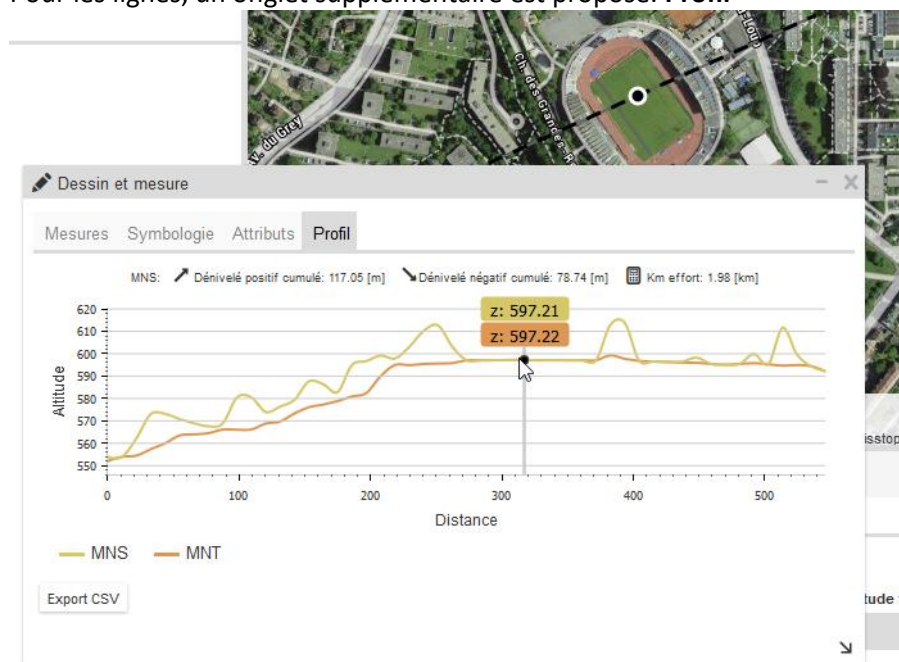 Pour les lignes, un onglet supplémentaire est proposé:
u-Loup
Ch. des Grances-R
Av. du Grey
Dessin et mesure
Mesures Symbologie Attributs Profil
MNS: Dénivelé positif cumulé: 117.05 [m] Dénivelé négatif cumulé: 78.74 [m] Km effort: 1.98 [km]
z: 597.21
z: 597.22
620
610
600
590
580
570
560
550
Altitude
0 100 200 300 400 500
Distance
MNS MNT
Export CSV
isstop
tude